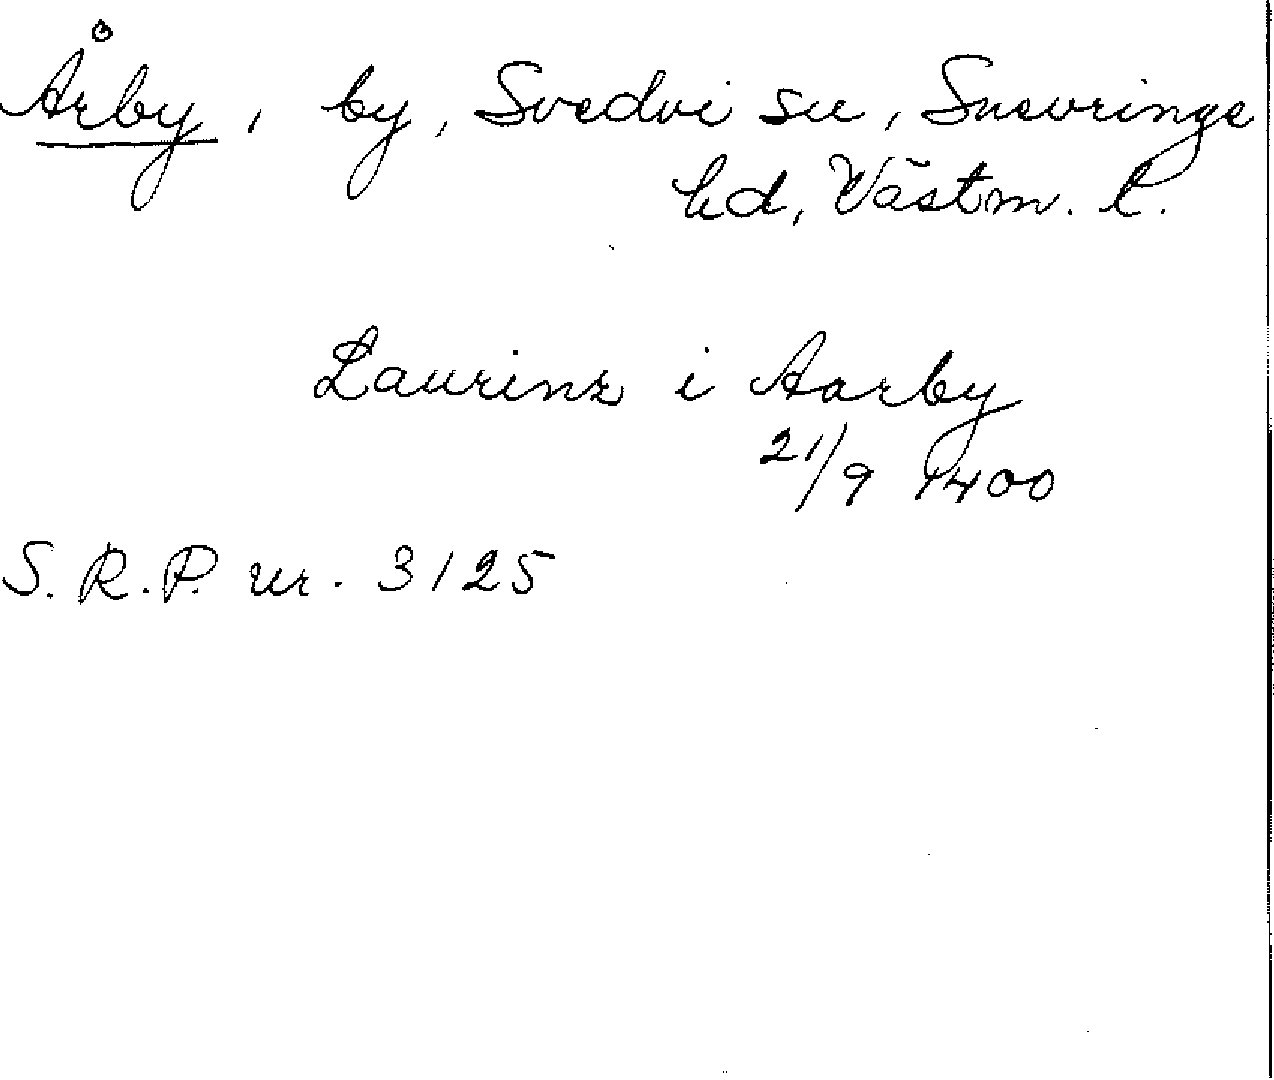 Årby, by, Svedvi sn, Snevringe
hd, Västm. l.
Laurinz i Aarby
21/9 1400
S.R.P. nr. 3125